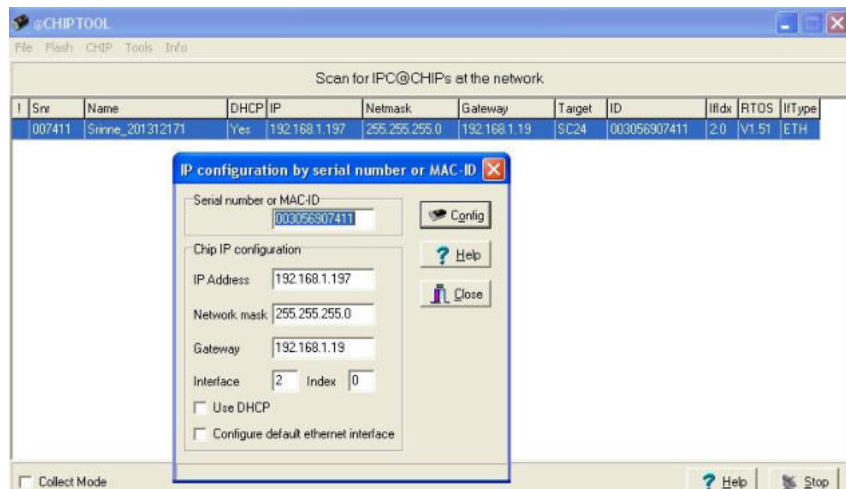 @CHIPTOOL
File Flash CHIP Tools Info
Scan for IPC@CHIPs at the network
! Snr Name DHCP IP Netmask Gateway Target ID IfIdx RTOS IfType
007411 Srinne_201312171 Yes 192.168.1.197 255.255.255.0 192.168.1.19 SC24 003056907411 2.0 V1.51 ETH
IP configuration by serial number or MAC-ID
Serial number or MAC-ID
003056907411
Config
Chip IP configuration
Help
IP Address 192.168.1.197
Close
Network mask 255.255.255.0
Gateway 192.168.1.19
Interface 2 Index 0
Use DHCP
Configure default ethernet interface
Collect Mode Help Stop